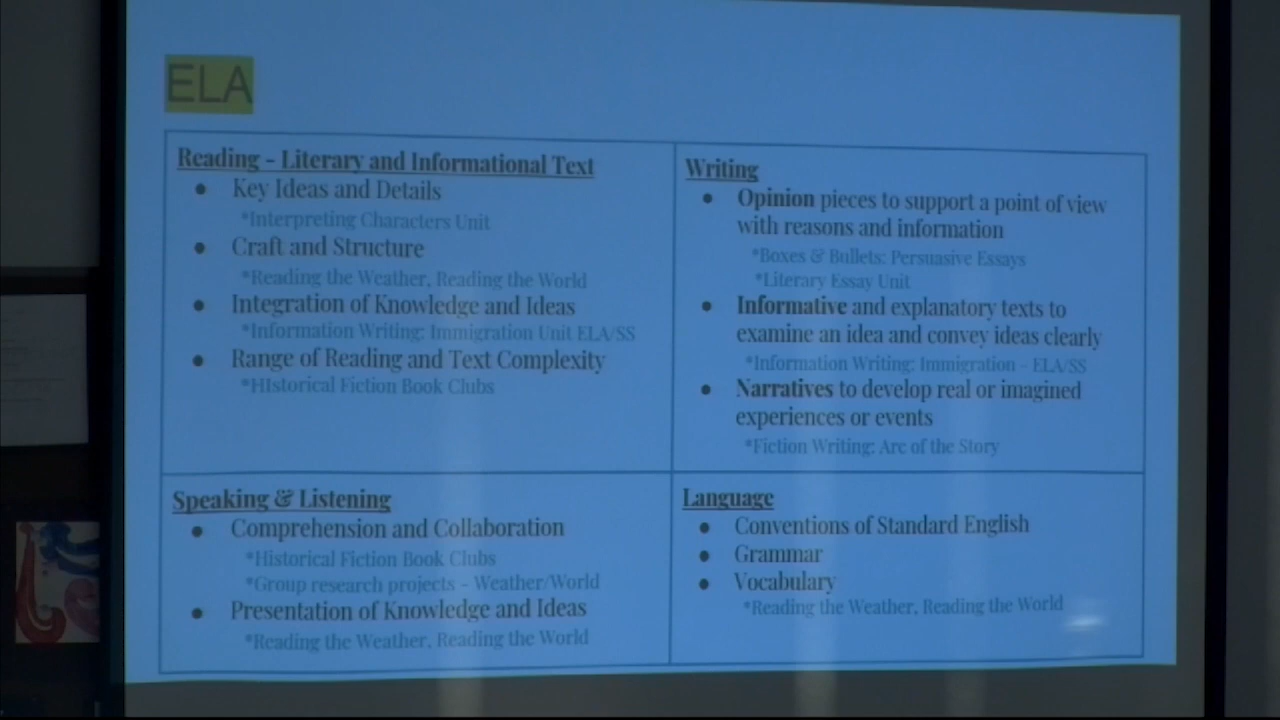 ELA
Reading - Literary and Informational Text
● Key Ideas and Details
*Interpreting Characters Unit
● Craft and Structure
*Reading the Weather, Reading the World
● Integration of Knowledge and Ideas
*Information Writing: Immigration Unit ELA/SS
● Range of Reading and Text Complexity
*HIstorical Fiction Book Clubs
Writing
● Opinion pieces to support a point of view
with reasons and information
*Boxes & Bullets: Persuasive Essays
*Literary Essay Unit
● Informative and explanatory texts to
examine an idea and convey ideas clearly
*Information Writing: Immigration - ELA/SS
● Narratives to develop real or imagined
experiences or events
*Fiction Writing: Arc of the Story
Speaking & Listening
● Comprehension and Collaboration
*Historical Fiction Book Clubs
*Group research projects - Weather/World
● Presentation of Knowledge and Ideas
*Reading the Weather, Reading the World
Language
● Conventions of Standard English
● Grammar
● Vocabulary
*Reading the Weather, Reading the World